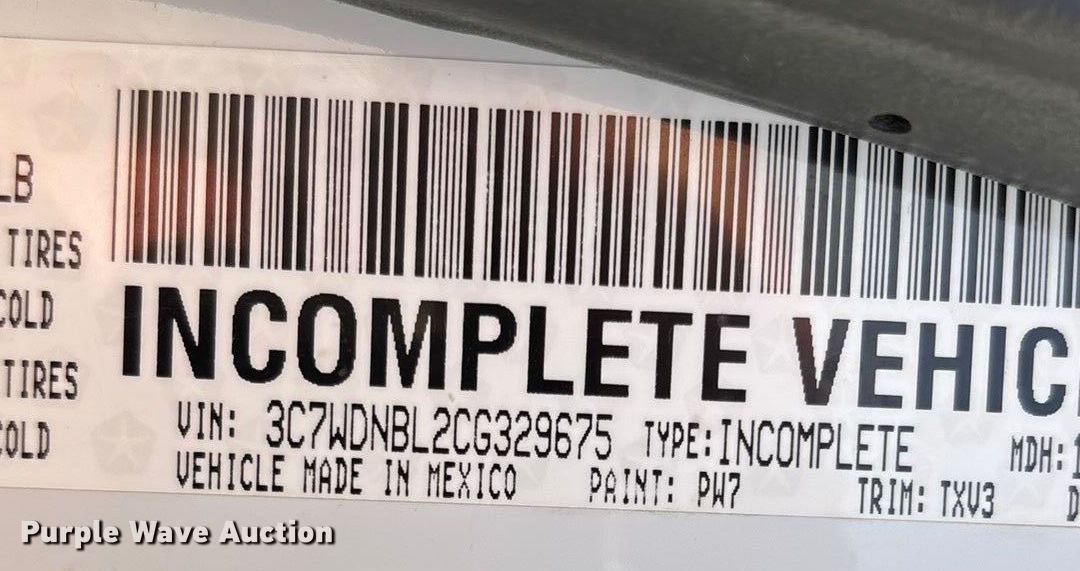 LB
TIRES
COLD
TIRES
COLD
INCOMPLETE VEHIC
VIN: 3C7WDNBL2CG329675 TYPE:INCOMPLETE MDH:1
VEHICLE MADE IN MEXICO PAINT: PW7 TRIM: TXV3 D
Purple Wave Auction